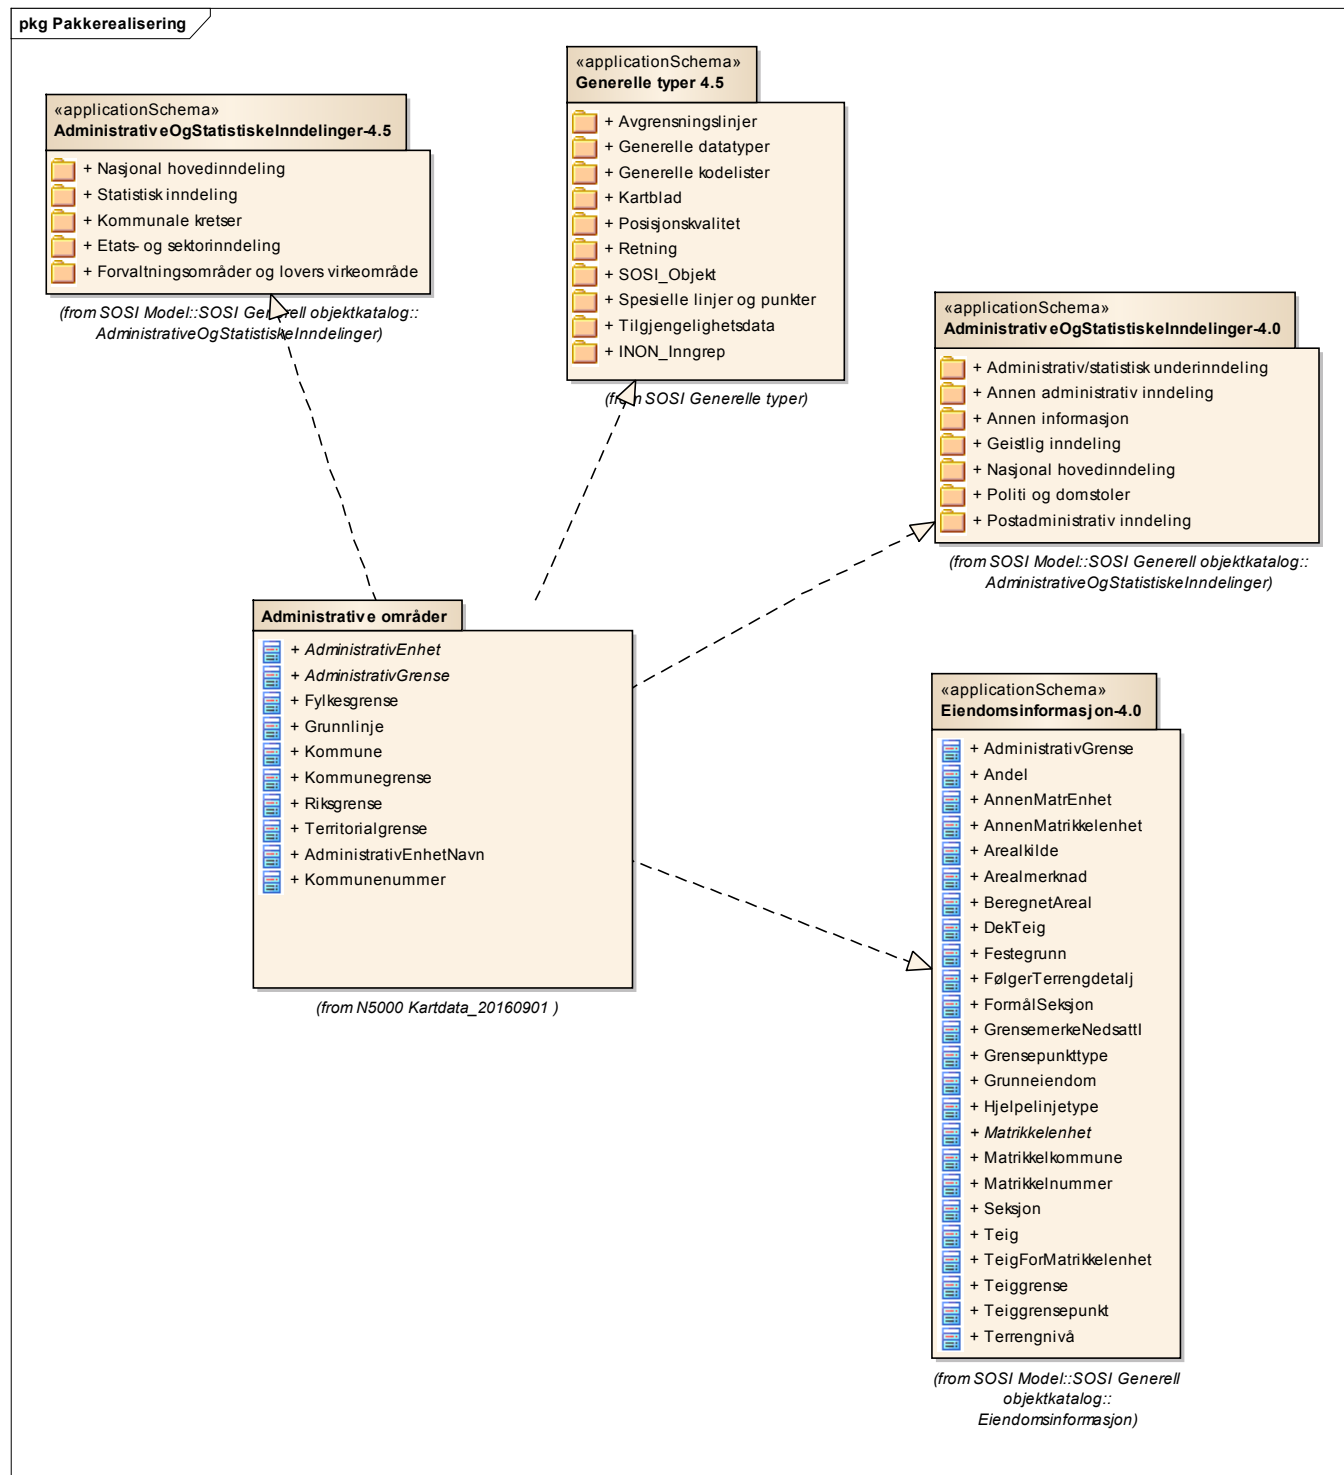 pkg Pakkerealisering
«applicationSchema»
AdministrativeOgStatistiskeInndelinger-4.5
+ Nasjonal hovedinndeling
+ Statistisk inndeling
+ Kommunale kretser
+ Etats- og sektorinndeling
+ Forvaltningsområder og lovers virkeområde
(from SOSI Model::SOSI Generell objektkatalog::
AdministrativeOgStatistiskeInndelinger)
«applicationSchema»
Generelle typer 4.5
+ Avgrensningslinjer
+ Generelle datatyper
+ Generelle kodelister
+ Kartblad
+ Posisjonskvalitet
+ Retning
+ SOSI_Objekt
+ Spesielle linjer og punkter
+ Tilgjengelighetsdata
+ INON_Inngrep
(from SOSI Generelle typer)
«applicationSchema»
AdministrativeOgStatistiskeInndelinger-4.0
+ Administrativ/statistisk underinndeling
+ Annen administrativ inndeling
+ Annen informasjon
+ Geistlig inndeling
+ Nasjonal hovedinndeling
+ Politi og domstoler
+ Postadministrativ inndeling
(from SOSI Model::SOSI Generell objektkatalog::
AdministrativeOgStatistiskeInndelinger)
Administrative områder
+ AdministrativEnhet
+ AdministrativGrense
+ Fylkesgrense
+ Grunnlinje
+ Kommune
+ Kommunegrense
+ Riksgrense
+ Territorialgrense
+ AdministrativEnhetNavn
+ Kommunenummer
(from N5000 Kartdata_20160901 )
«applicationSchema»
Eiendomsinformasjon-4.0
+ AdministrativGrense
+ Andel
+ AnnenMatrEnhet
+ AnnenMatrikkelenhet
+ Arealkilde
+ Arealmerknad
+ BeregnetAreal
+ DekTeig
+ Festegrunn
+ FølgerTerrengdetalj
+ FormålSeksjon
+ GrensemerkeNedsattI
+ Grensepunkttype
+ Grunneiendom
+ Hjelpelinjetype
+ Matrikkelenhet
+ Matrikkelkommune
+ Matrikkelnummer
+ Seksjon
+ Teig
+ TeigForMatrikkelenhet
+ Teiggrense
+ Teiggrensepunkt
+ Terrengnivå
(from SOSI Model::SOSI Generell
objektkatalog::
Eiendomsinformasjon)